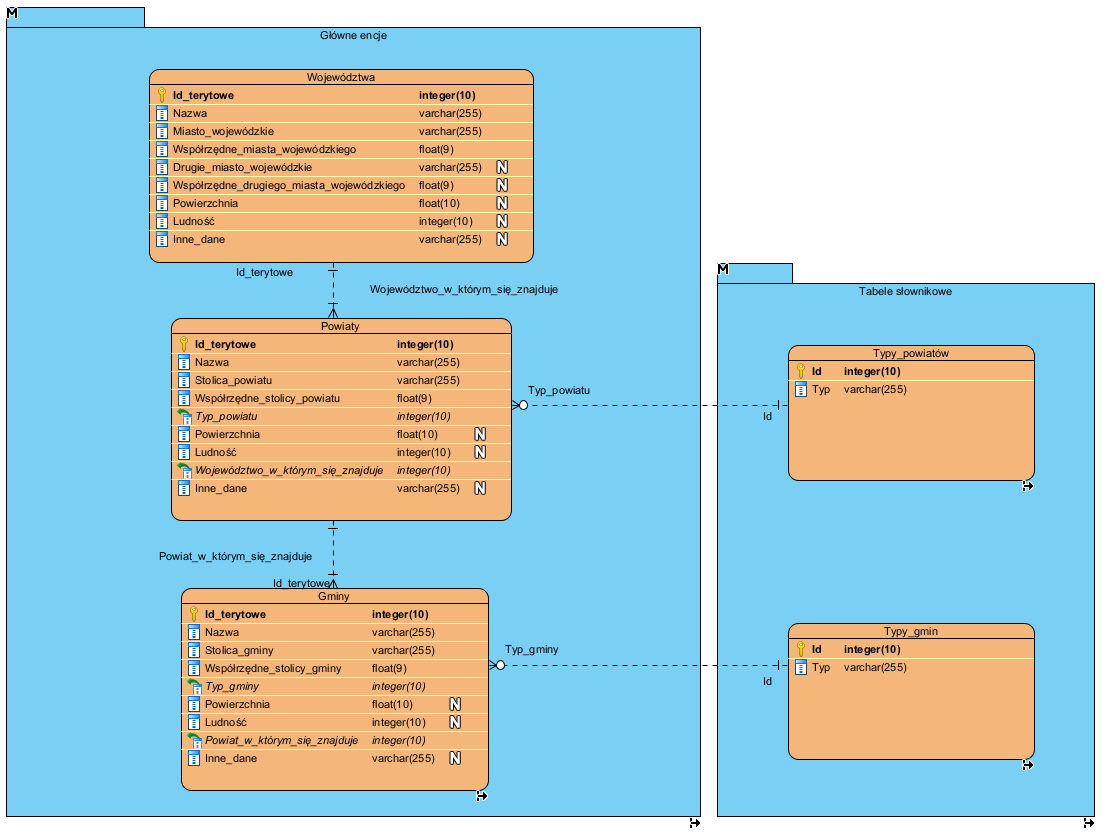 M
Główne encje
Województwa
Id_terytowe integer(10)
Nazwa varchar(255)
Miasto_wojewódzkie varchar(255)
Współrzędne_miasta_wojewódzkiego float(9)
Drugie_miasto_wojewódzkie varchar(255) N
Współrzędne_drugiego_miasta_wojewódzkiego float(9) N
Powierzchnia float(10) N
Ludność integer(10) N
Inne_dane varchar(255) N
Id_terytowe
Województwo_w_którym_się_znajduje
Powiaty
Id_terytowe integer(10)
Nazwa varchar(255)
Stolica_powiatu varchar(255)
Współrzędne_stolicy_powiatu float(9)
Typ_powiatu integer(10)
Powierzchnia float(10) N
Ludność integer(10) N
Województwo_w_którym_się_znajduje integer(10)
Inne_dane varchar(255) N
Powiat_w_którym_się_znajduje
Id_terytowe
Gminy
Id_terytowe integer(10)
Nazwa varchar(255)
Stolica_gminy varchar(255)
Współrzędne_stolicy_gminy float(9)
Typ_gminy integer(10)
Powierzchnia float(10) N
Ludność integer(10) N
Powiat_w_którym_się_znajduje integer(10)
Inne_dane varchar(255) N
Typ_powiatu
Id
Typ_gminy
Id
M
Tabele słownikowe
Typy_powiatów
Id integer(10)
Typ varchar(255)
Typy_gmin
Id integer(10)
Typ varchar(255)